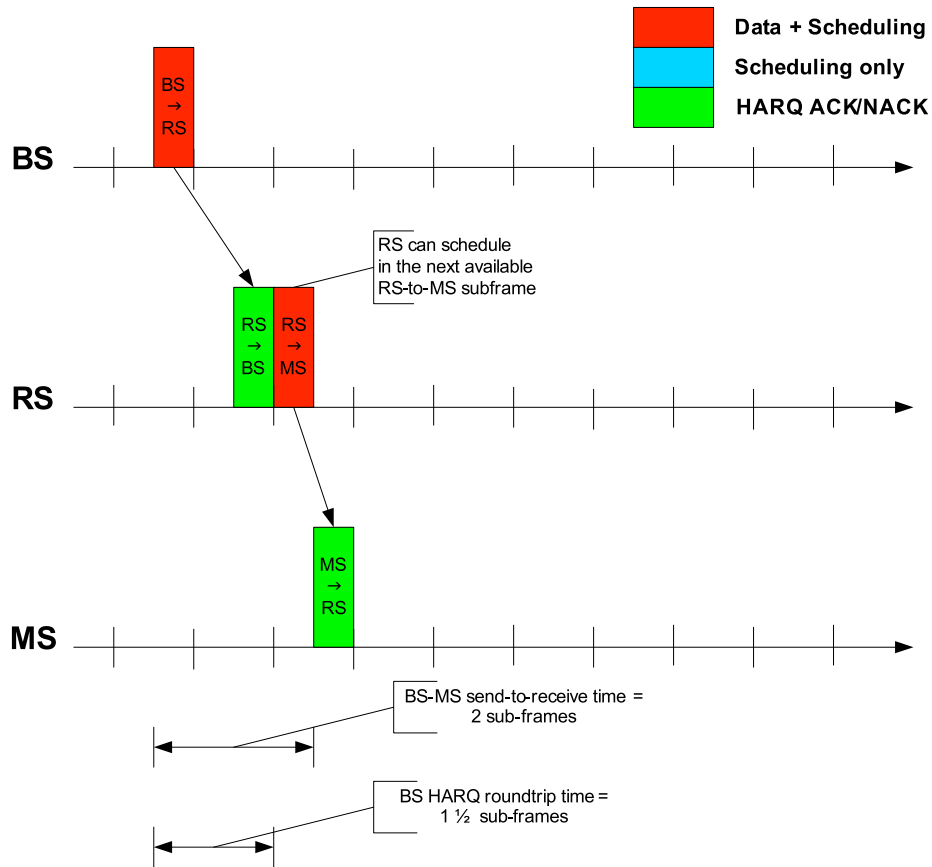 Data + Scheduling
Scheduling only
HARQ ACK/NACK
BS
→
RS
BS
RS can schedule
in the next available
RS-to-MS subframe
RS
→
BS
RS
→
MS
RS
MS
→
RS
MS
BS-MS send-to-receive time =
2 sub-frames
BS HARQ roundtrip time =
1 ½ sub-frames